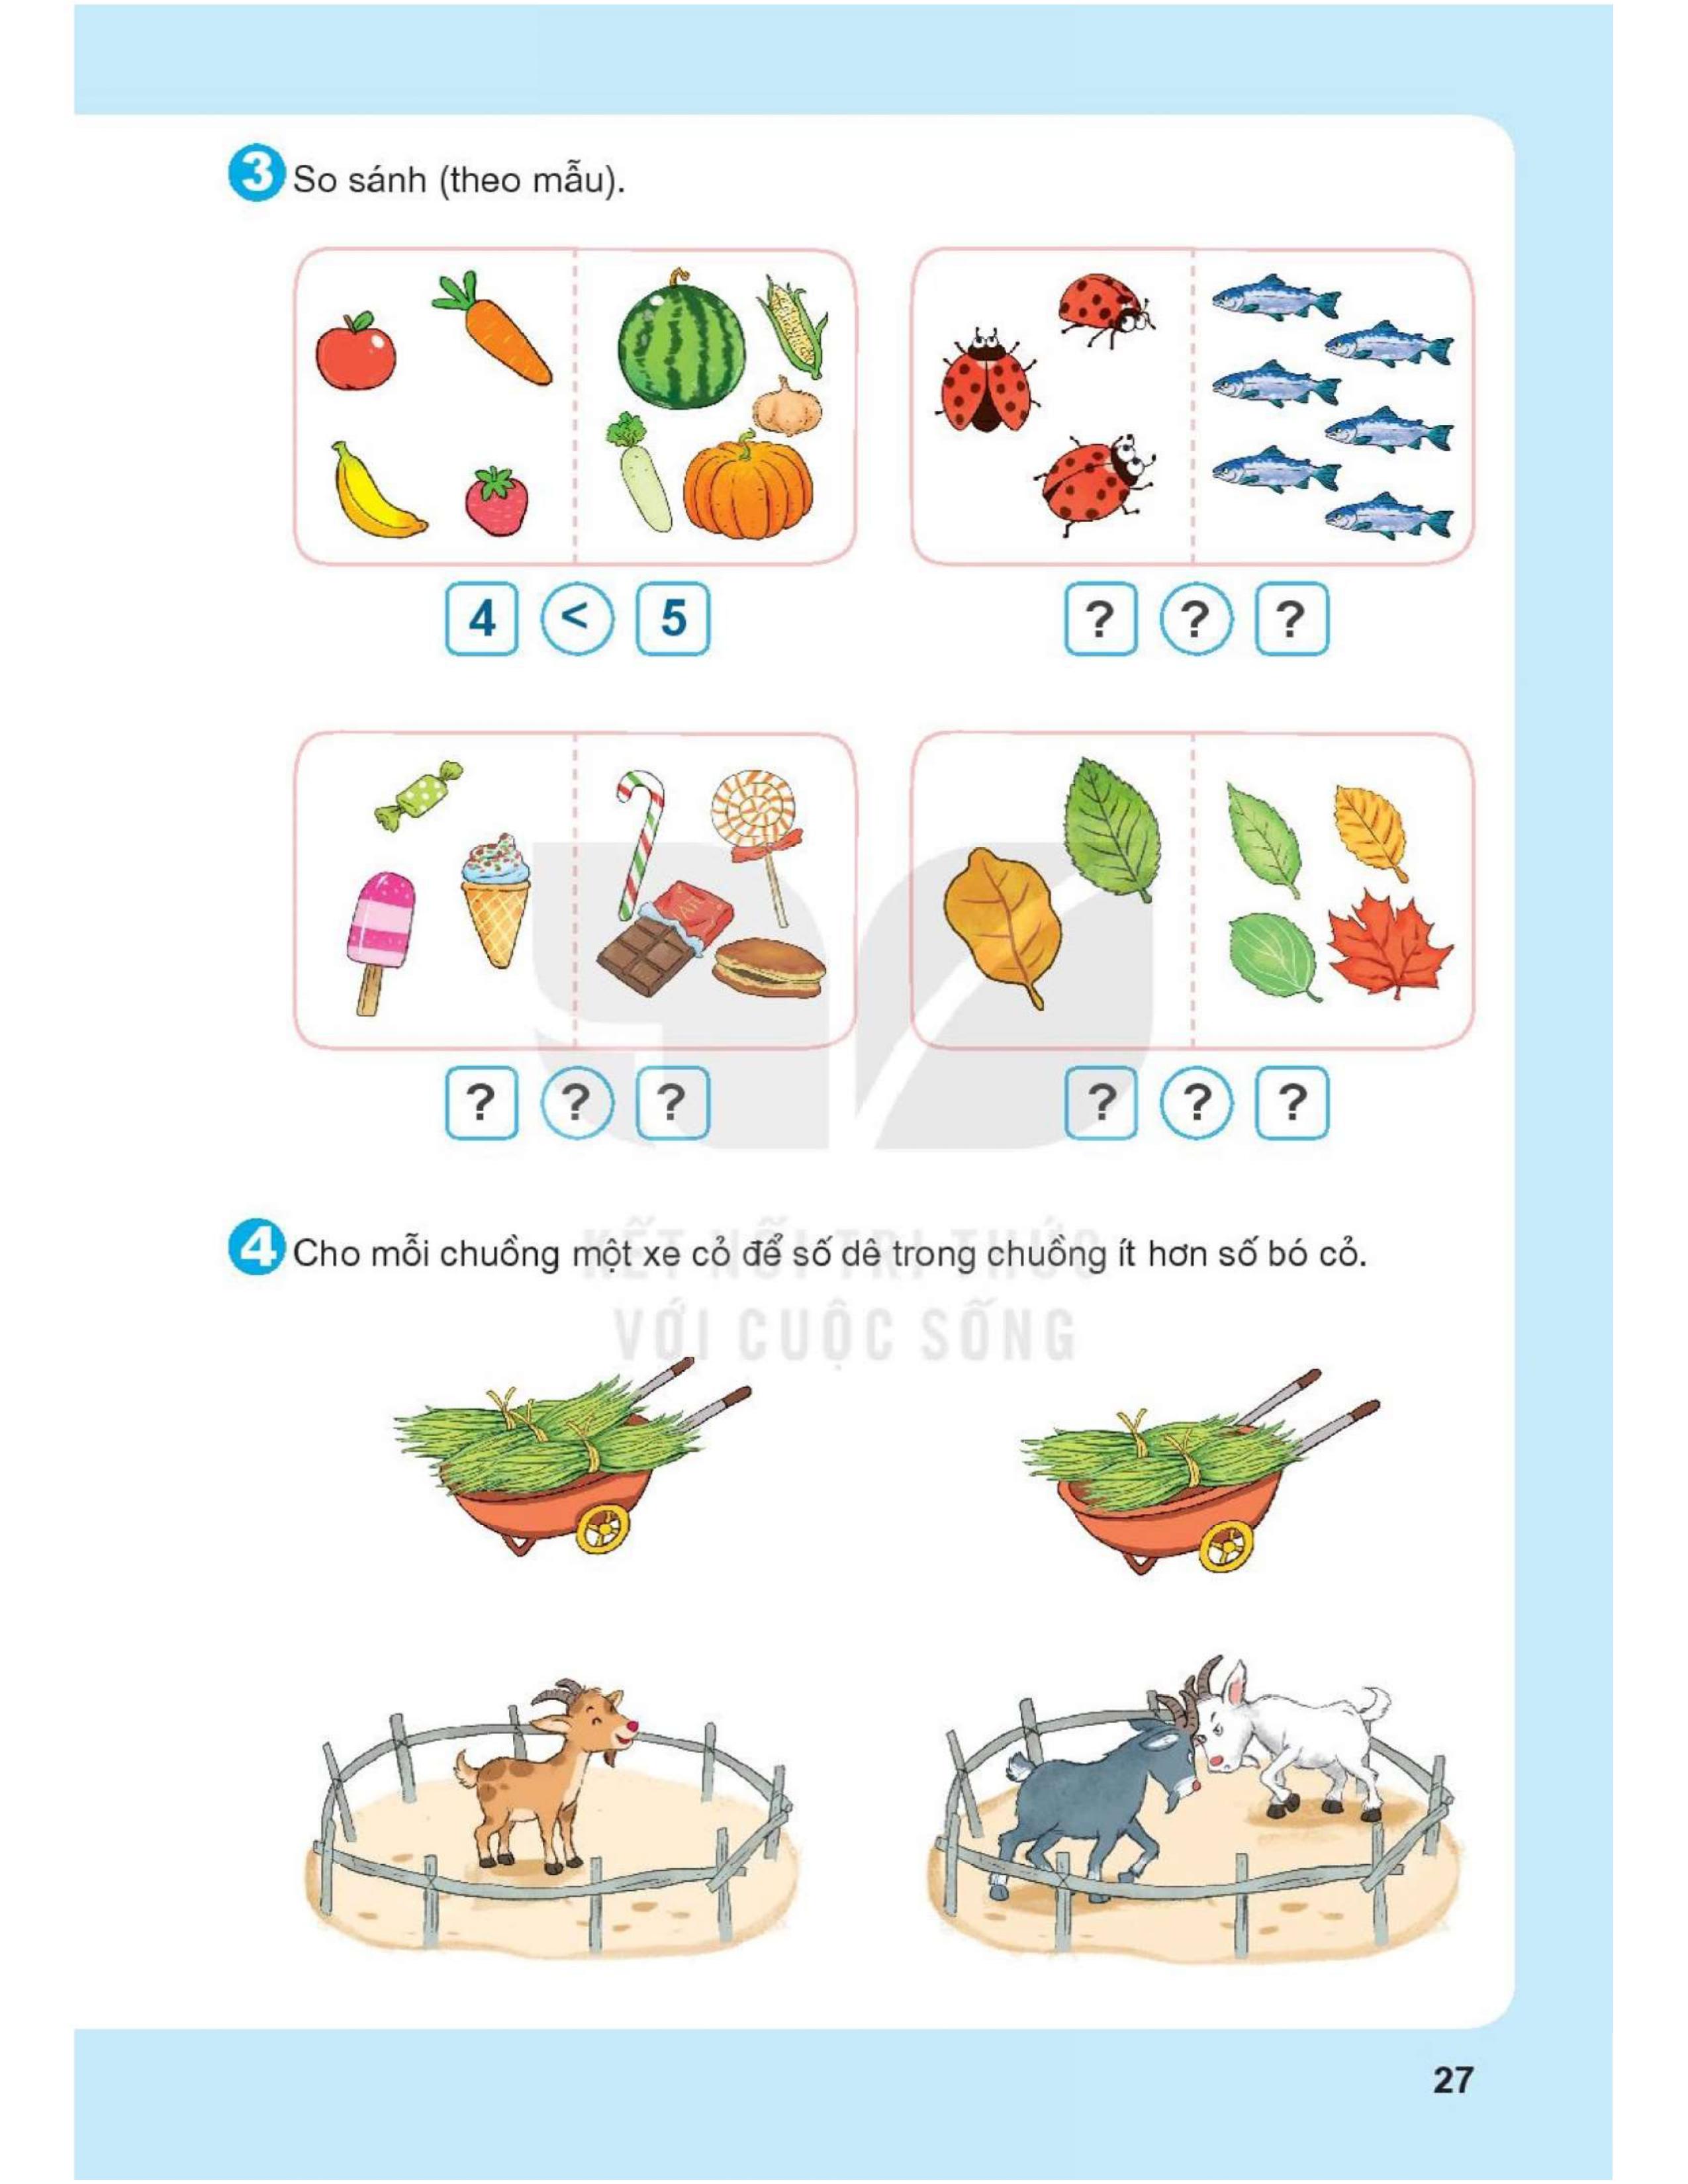 3 So sánh (theo mẫu).
4 < 5
? ? ?
? ? ?
? ? ?
4 Cho mỗi chuồng một xe cỏ để số dê trong chuồng ít hơn số bó cỏ.
KẾT NỐI TRI THỨC
VỚI CUỘC SỐNG
27